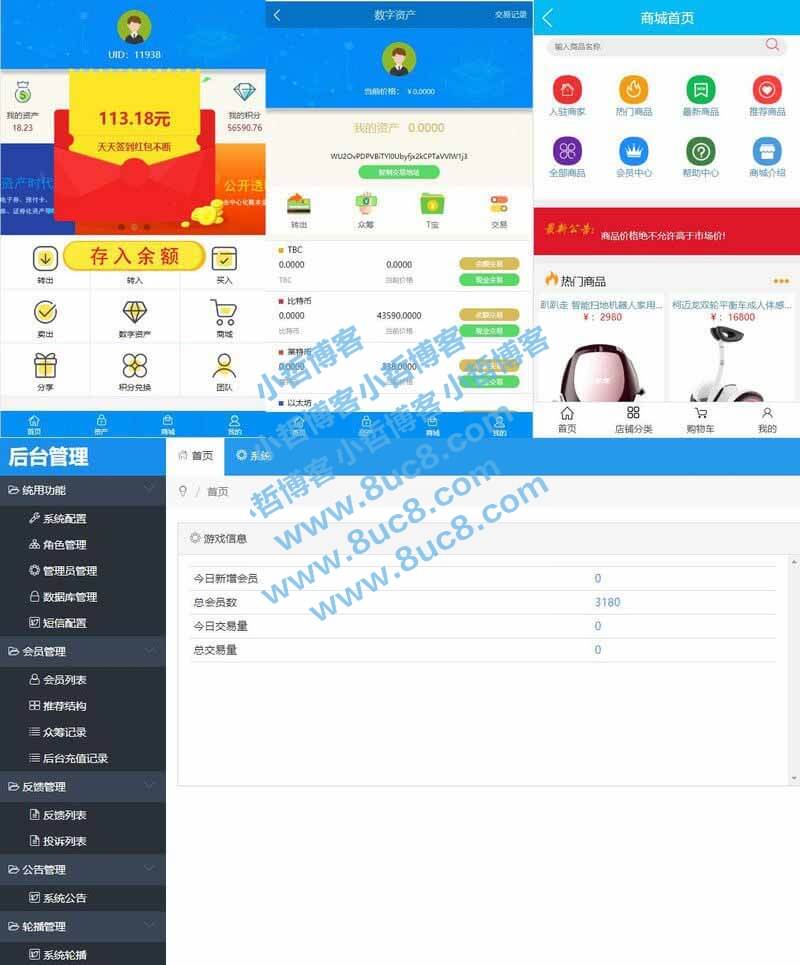 UID: 11938
我的资产
18.23
113.18元
天天签到红包不断
我的积分
56590.76
资产时代
公开透
存入余额
转出
转入
买入
卖出
数字资产
商城
分享
积分兑换
团队
首页
资产
商城
我的
数字资产
交易记录
当前价格: ￥0.0000
我的资产 0.0000
复制交易地址
转出
众筹
T宝
交易
TBC
0.0000
0.0000
余额交易
TBC
当前价格
现金交易
比特币
0.0000
43590.0000
余额交易
比特币
当前价格
现金交易
莱特币
0.0000
338.0000
莱特币
当前价格
现金交易
以太坊
首页
商城
我的
商城首页
输入商品名称
入驻商家
热门商品
最新商品
推荐商品
全部商品
会员中心
帮助中心
商城介绍
最新公告:
商品价格绝不允许高于市场价!
热门商品
趴趴走 智能扫地机器人家用...
￥: 2980
柯迈龙双轮平衡车成人体感...
￥: 16800
首页
店铺分类
购物车
我的
后台管理
首页
系统
/ 首页
统用功能
系统配置
角色管理
管理员管理
数据库管理
短信配置
会员管理
会员列表
推荐结构
众筹记录
后台充值记录
反馈管理
反馈列表
投诉列表
公告管理
系统公告
轮播管理
系统轮播
游戏信息
今日新增会员 0
总会员数 3180
今日交易量 0
总交易量 0
小哲博客小哲博客小哲博客
小哲博客小哲博客
哲博客
www.8uc8.com
www.8uc8.com
www.8uc8.com